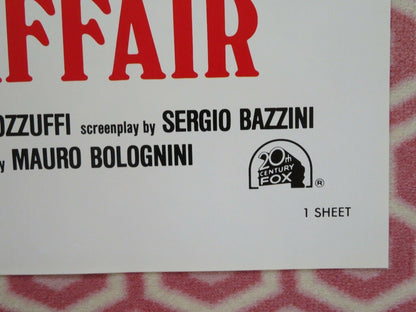 FFAIR
OZZUFFI screenplay by SERGIO BAZZINI
y MAURO BOLOGNINI
20th
CENTURY
FOX ®
1 SHEET